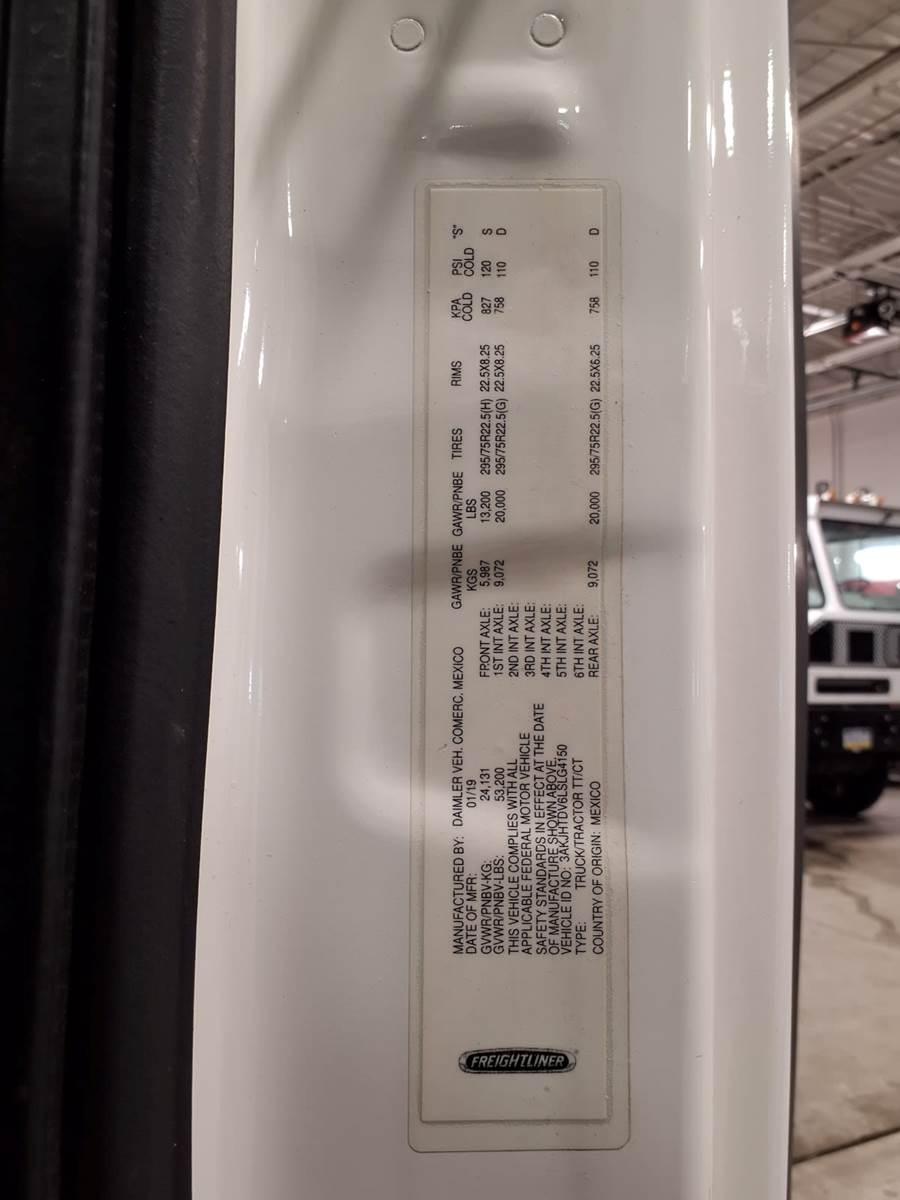 FREIGHTLINER
MANUFACTURED BY: DAIMLER VEH. COMERC. MEXICO
DATE OF MFR: 01/19
GVWR/PNBV-KG: 24,131
GVWR/PNBV-LBS: 53,200
THIS VEHICLE COMPLIES WITH ALL
APPLICABLE FEDERAL MOTOR VEHICLE
SAFETY STANDARDS IN EFFECT AT THE DATE
OF MANUFACTURE SHOWN ABOVE.
VEHICLE ID NO: 3AKJHTDV6LSLG4150
TYPE: TRUCK/TRACTOR TT/CT
COUNTRY OF ORIGIN: MEXICO
GAWR/PNBE GAWR/PNBE TIRES RIMS KPA PSI "S"
KGS LBS COLD COLD
FRONT AXLE: 5,987 13,200 295/75R22.5(H) 22.5X8.25 827 120 S
1ST INT AXLE: 9,072 20,000 295/75R22.5(G) 22.5X8.25 758 110 D
2ND INT AXLE:
3RD INT AXLE:
4TH INT AXLE:
5TH INT AXLE:
6TH INT AXLE:
REAR AXLE: 9,072 20,000 295/75R22.5(G) 22.5X6.25 758 110 D